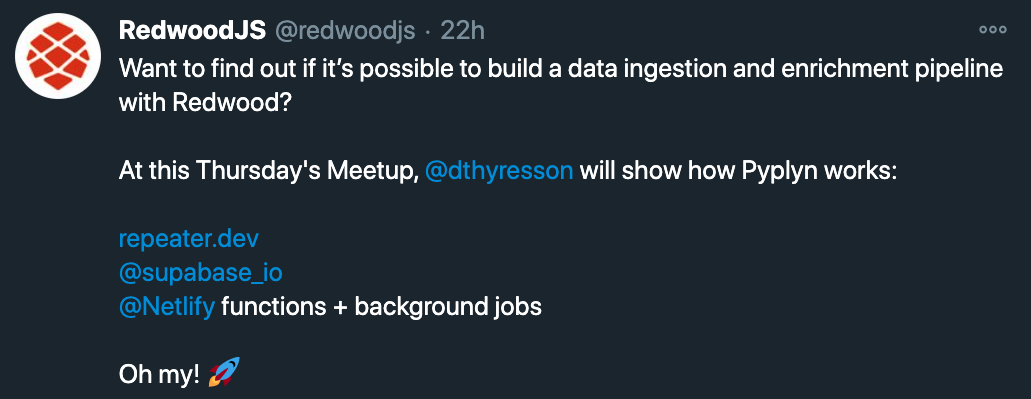 RedwoodJS @redwoodjs · 22h
Want to find out if it’s possible to build a data ingestion and enrichment pipeline
with Redwood?
At this Thursday's Meetup, @dthyresson will show how Pyplyn works:
repeater.dev
@supabase_io
@Netlify functions + background jobs
Oh my! 🚀